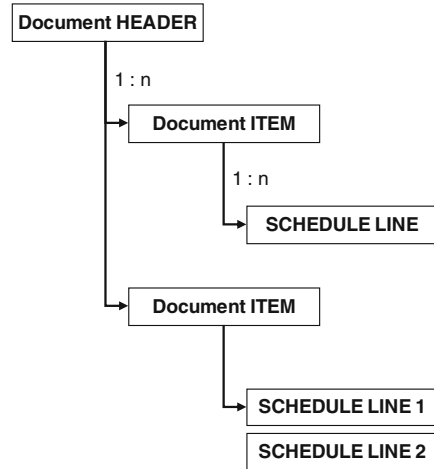 Document HEADER
1 : n
Document ITEM
1 : n
SCHEDULE LINE
Document ITEM
SCHEDULE LINE 1
SCHEDULE LINE 2